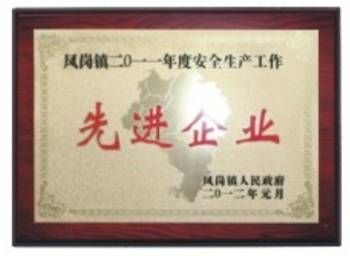 凤岗镇二〇一一年度安全生产工作
先进企业
凤岗镇人民政府
二〇一二年元月